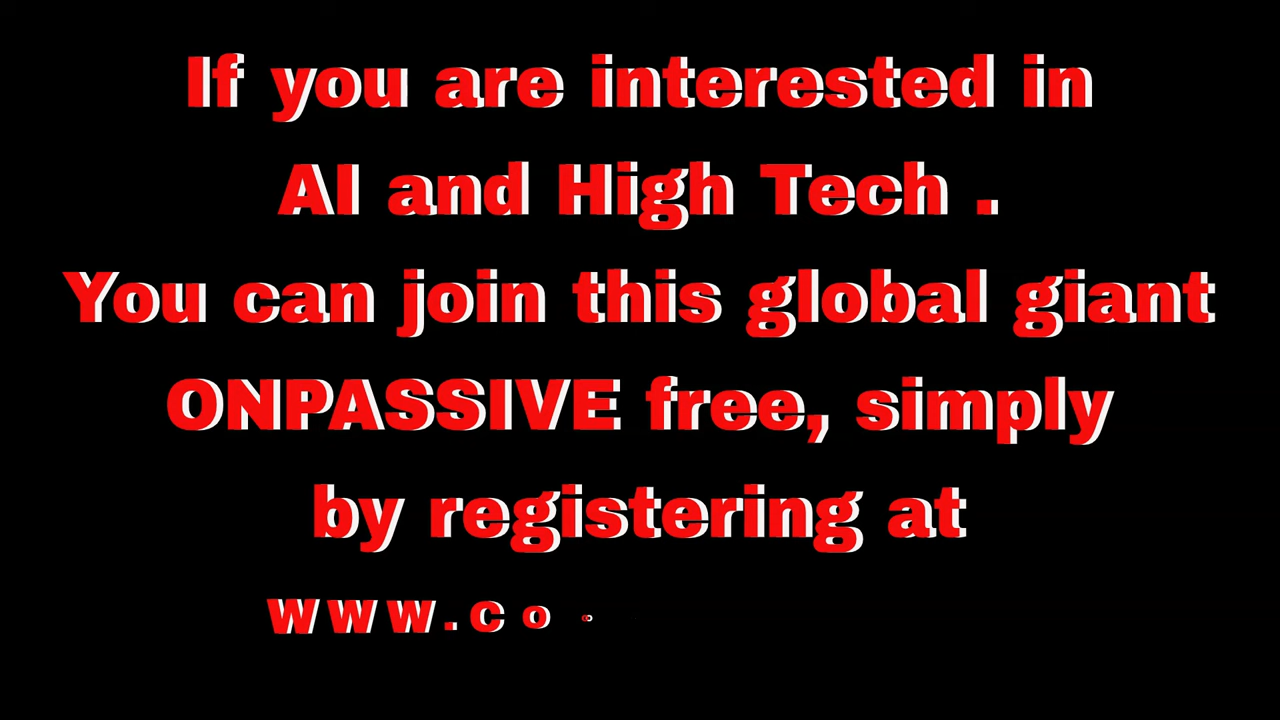 If you are interested in
AI and High Tech .
You can join this global giant
ONPASSIVE free, simply
by registering at
www.co